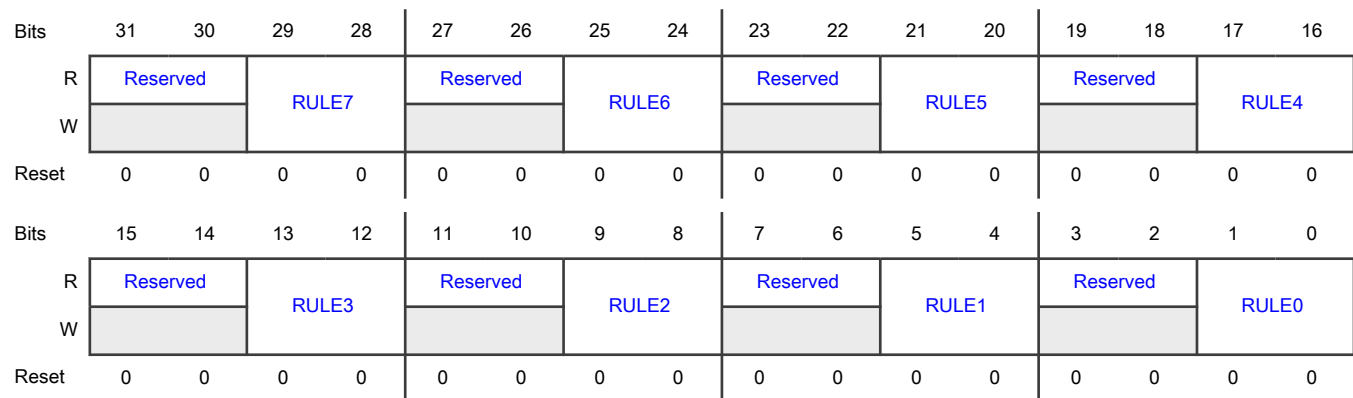 Bits 31 30 29 28 27 26 25 24 23 22 21 20 19 18 17 16
R Reserved RULE7 Reserved RULE6 Reserved RULE5 Reserved RULE4
W
Reset 0 0 0 0 0 0 0 0 0 0 0 0 0 0 0 0
Bits 15 14 13 12 11 10 9 8 7 6 5 4 3 2 1 0
R Reserved RULE3 Reserved RULE2 Reserved RULE1 Reserved RULE0
W
Reset 0 0 0 0 0 0 0 0 0 0 0 0 0 0 0 0